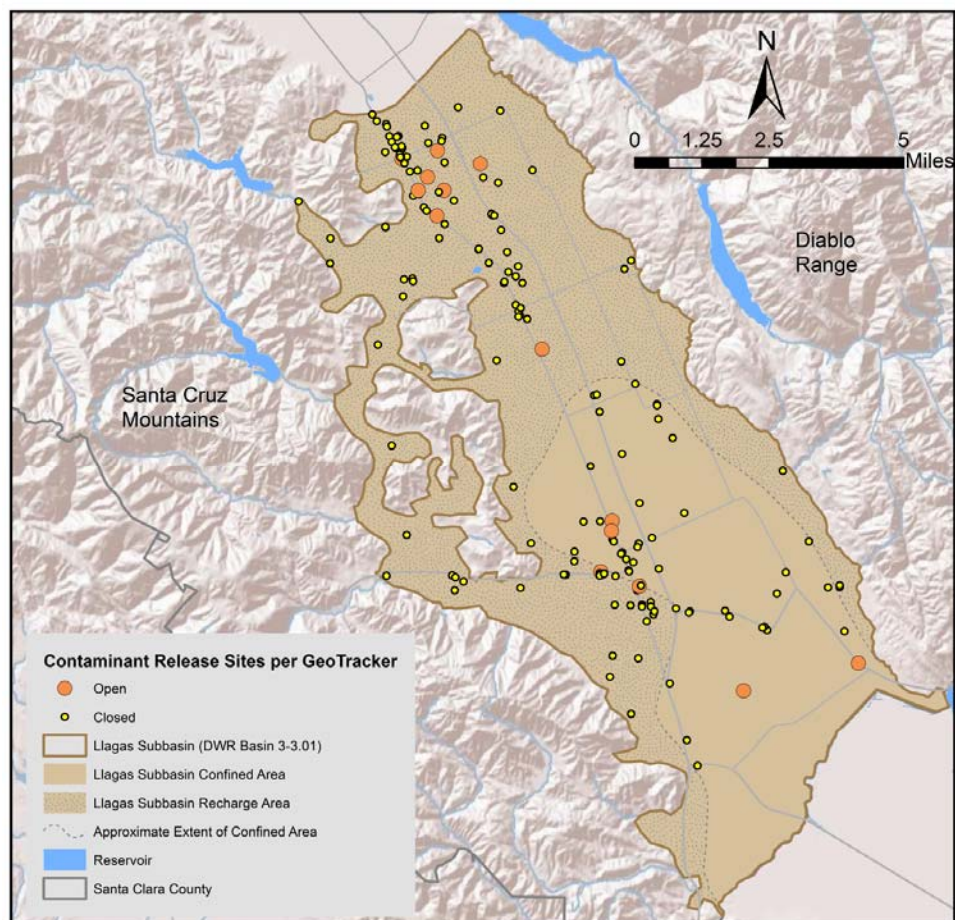 N
0 1.25 2.5 5
Miles
Diablo
Range
Santa Cruz
Mountains
Contaminant Release Sites per GeoTracker
Open
Closed
Llagas Subbasin (DWR Basin 3-3.01)
Llagas Subbasin Confined Area
Llagas Subbasin Recharge Area
Approximate Extent of Confined Area
Reservoir
Santa Clara County